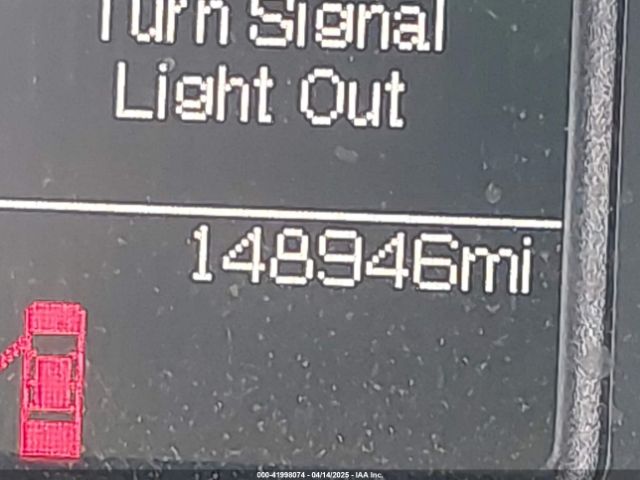 Turn Signal
Light Out
148946mi
000-41998074 - 04/14/2025 - IAA Inc.